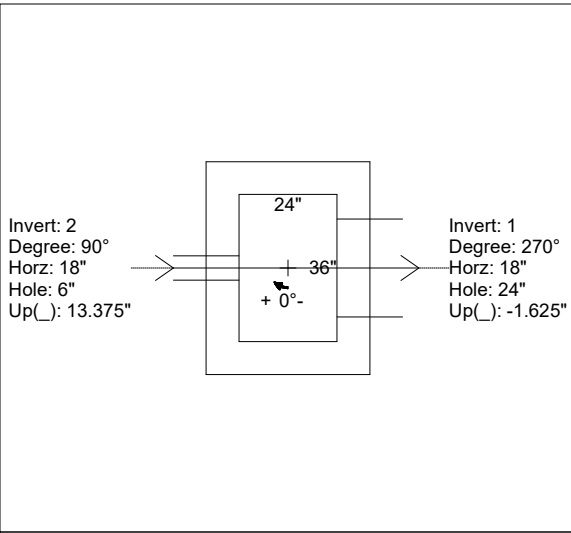 Invert: 2
Degree: 90°
Horz: 18"
Hole: 6"
Up(_): 13.375"
24"
36"
+ 0°-
Invert: 1
Degree: 270°
Horz: 18"
Hole: 24"
Up(_): -1.625"